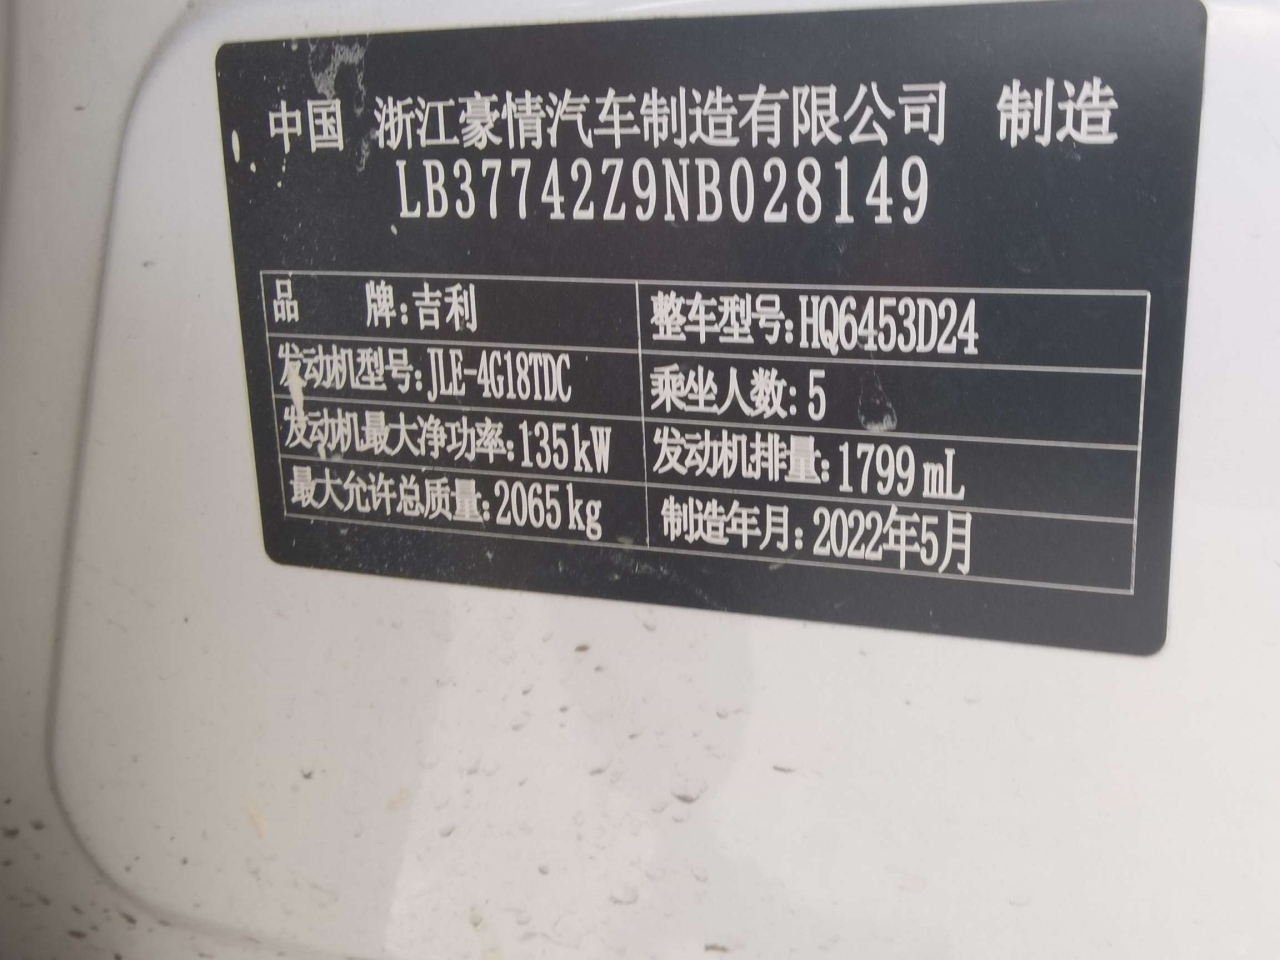 中国 浙江豪情汽车制造有限公司 制造
LB37742Z9NB028149
品 牌:吉利 整车型号:HQ6453D24
发动机型号:JLE-4G18TDC 乘坐人数:5
发动机最大净功率:135kW 发动机排量:1799mL
最大允许总质量:2065kg 制造年月:2022年5月